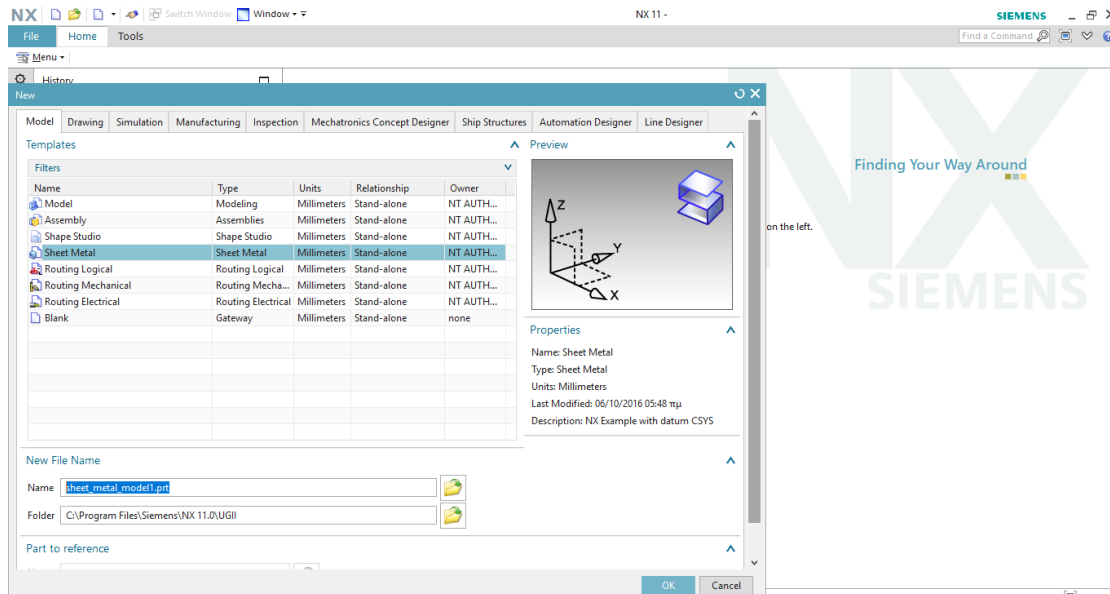 NX Switch Window Window NX 11 - SIEMENS
File Home Tools Find a Command
Menu
History
New
Model Drawing Simulation Manufacturing Inspection Mechatronics Concept Designer Ship Structures Automation Designer Line Designer
Templates
Filters
Name Type Units Relationship Owner
Model Modeling Millimeters Stand-alone NT AUTH...
Assembly Assemblies Millimeters Stand-alone NT AUTH...
Shape Studio Shape Studio Millimeters Stand-alone NT AUTH...
Sheet Metal Sheet Metal Millimeters Stand-alone NT AUTH...
Routing Logical Routing Logical Millimeters Stand-alone NT AUTH...
Routing Mechanical Routing Mecha... Millimeters Stand-alone NT AUTH...
Routing Electrical Routing Electrical Millimeters Stand-alone NT AUTH...
Blank Gateway Millimeters Stand-alone none
Preview
Z
Y
X
Properties
Name: Sheet Metal
Type: Sheet Metal
Units: Millimeters
Last Modified: 06/10/2016 05:48 πμ
Description: NX Example with datum CSYS
New File Name
Name sheet_metal_model1.prt
Folder C:\Program Files\Siemens\NX 11.0\UGII
Part to reference
OK Cancel
NX
Finding Your Way Around
on the left.
SIEMENS